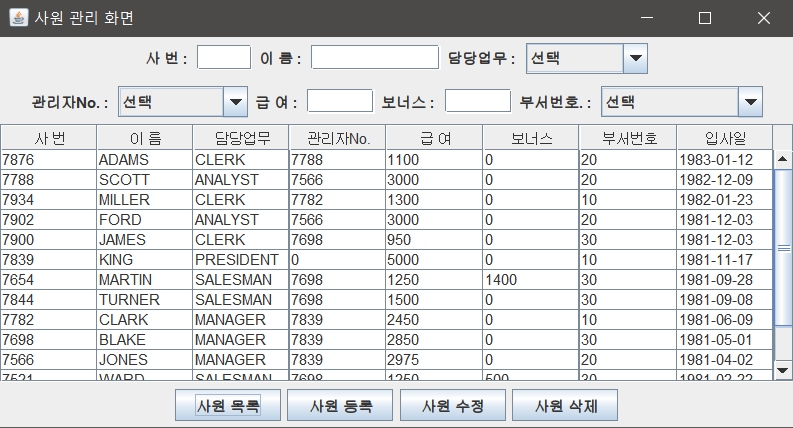 사원 관리 화면
사 번 : 이 름 : 담당업무 : 선택
관리자No. : 선택 급 여 : 보너스 : 부서번호. : 선택
사 번 이 름 담당업무 관리자No. 급 여 보너스 부서번호 입사일
7876 ADAMS CLERK 7788 1100 0 20 1983-01-12
7788 SCOTT ANALYST 7566 3000 0 20 1982-12-09
7934 MILLER CLERK 7782 1300 0 10 1982-01-23
7902 FORD ANALYST 7566 3000 0 20 1981-12-03
7900 JAMES CLERK 7698 950 0 30 1981-12-03
7839 KING PRESIDENT 0 5000 0 10 1981-11-17
7654 MARTIN SALESMAN 7698 1250 1400 30 1981-09-28
7844 TURNER SALESMAN 7698 1500 0 30 1981-09-08
7782 CLARK MANAGER 7839 2450 0 10 1981-06-09
7698 BLAKE MANAGER 7839 2850 0 30 1981-05-01
7566 JONES MANAGER 7839 2975 0 20 1981-04-02
7521 WARD SALESMAN 7698 1250 500 30 1981-02-22
사원 목록 사원 등록 사원 수정 사원 삭제